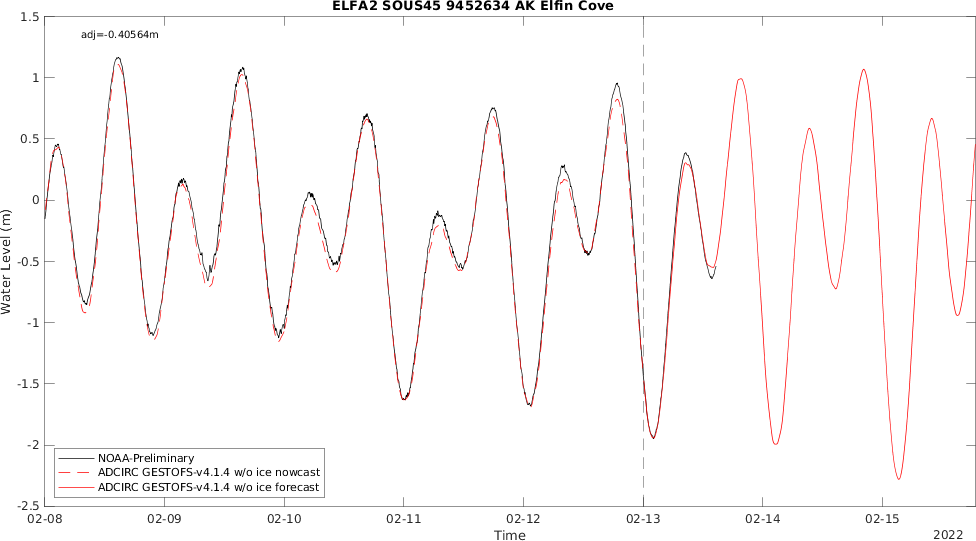 ELFA2 SOUS45 9452634 AK Elfin Cove
adj=-0.40564m
1.5
1
0.5
0
-0.5
-1
-1.5
-2
-2.5
Water Level (m)
NOAA-Preliminary
ADCIRC GESTOFS-v4.1.4 w/o ice nowcast
ADCIRC GESTOFS-v4.1.4 w/o ice forecast
02-08 02-09 02-10 02-11 02-12 02-13 02-14 02-15
Time
2022